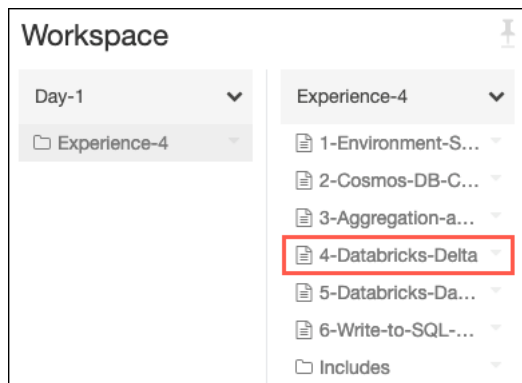 Workspace
Day-1
Experience-4
Experience-4
1-Environment-S...
2-Cosmos-DB-C...
3-Aggregation-a...
4-Databricks-Delta
5-Databricks-Da...
6-Write-to-SQL-...
Includes